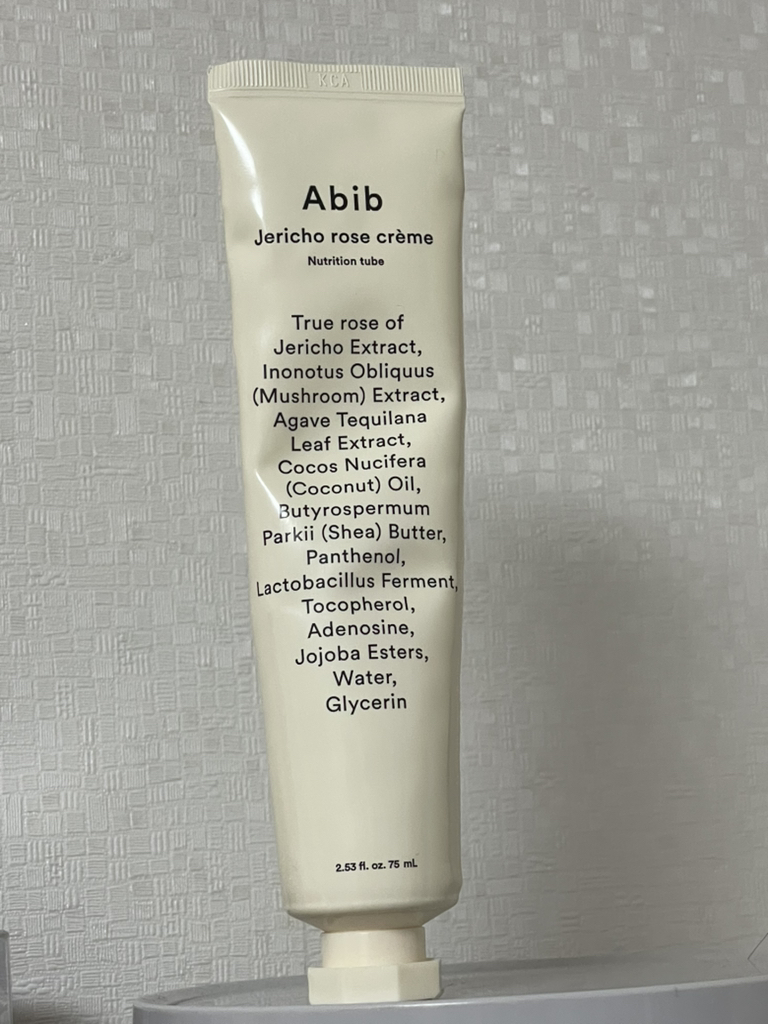 KCA
Abib
Jericho rose crème
Nutrition tube
True rose of
Jericho Extract,
Inonotus Obliquus
(Mushroom) Extract,
Agave Tequilana
Leaf Extract,
Cocos Nucifera
(Coconut) Oil,
Butyrospermum
Parkii (Shea) Butter,
Panthenol,
Lactobacillus Ferment,
Tocopherol,
Adenosine,
Jojoba Esters,
Water,
Glycerin
2.53 fl. oz. 75 mL